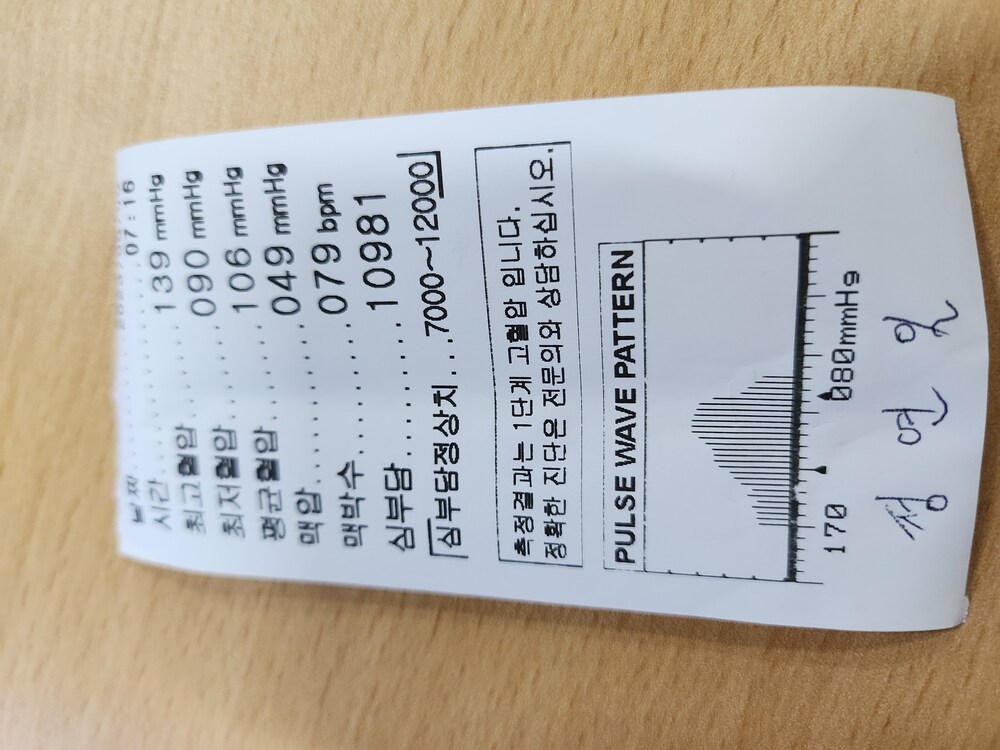 시간..............07:16
최고혈압........139 mmHg
최저혈압........090 mmHg
평균혈압........106 mmHg
맥압............049 mmHg
맥박수..........079 bpm
심부담..........10981
[심부담정상치...7000~12000]
측정결과는 1단계 고혈압 입니다.
정확한 진단은 전문의와 상담하십시오.
PULSE WAVE PATTERN
170 080mmHg